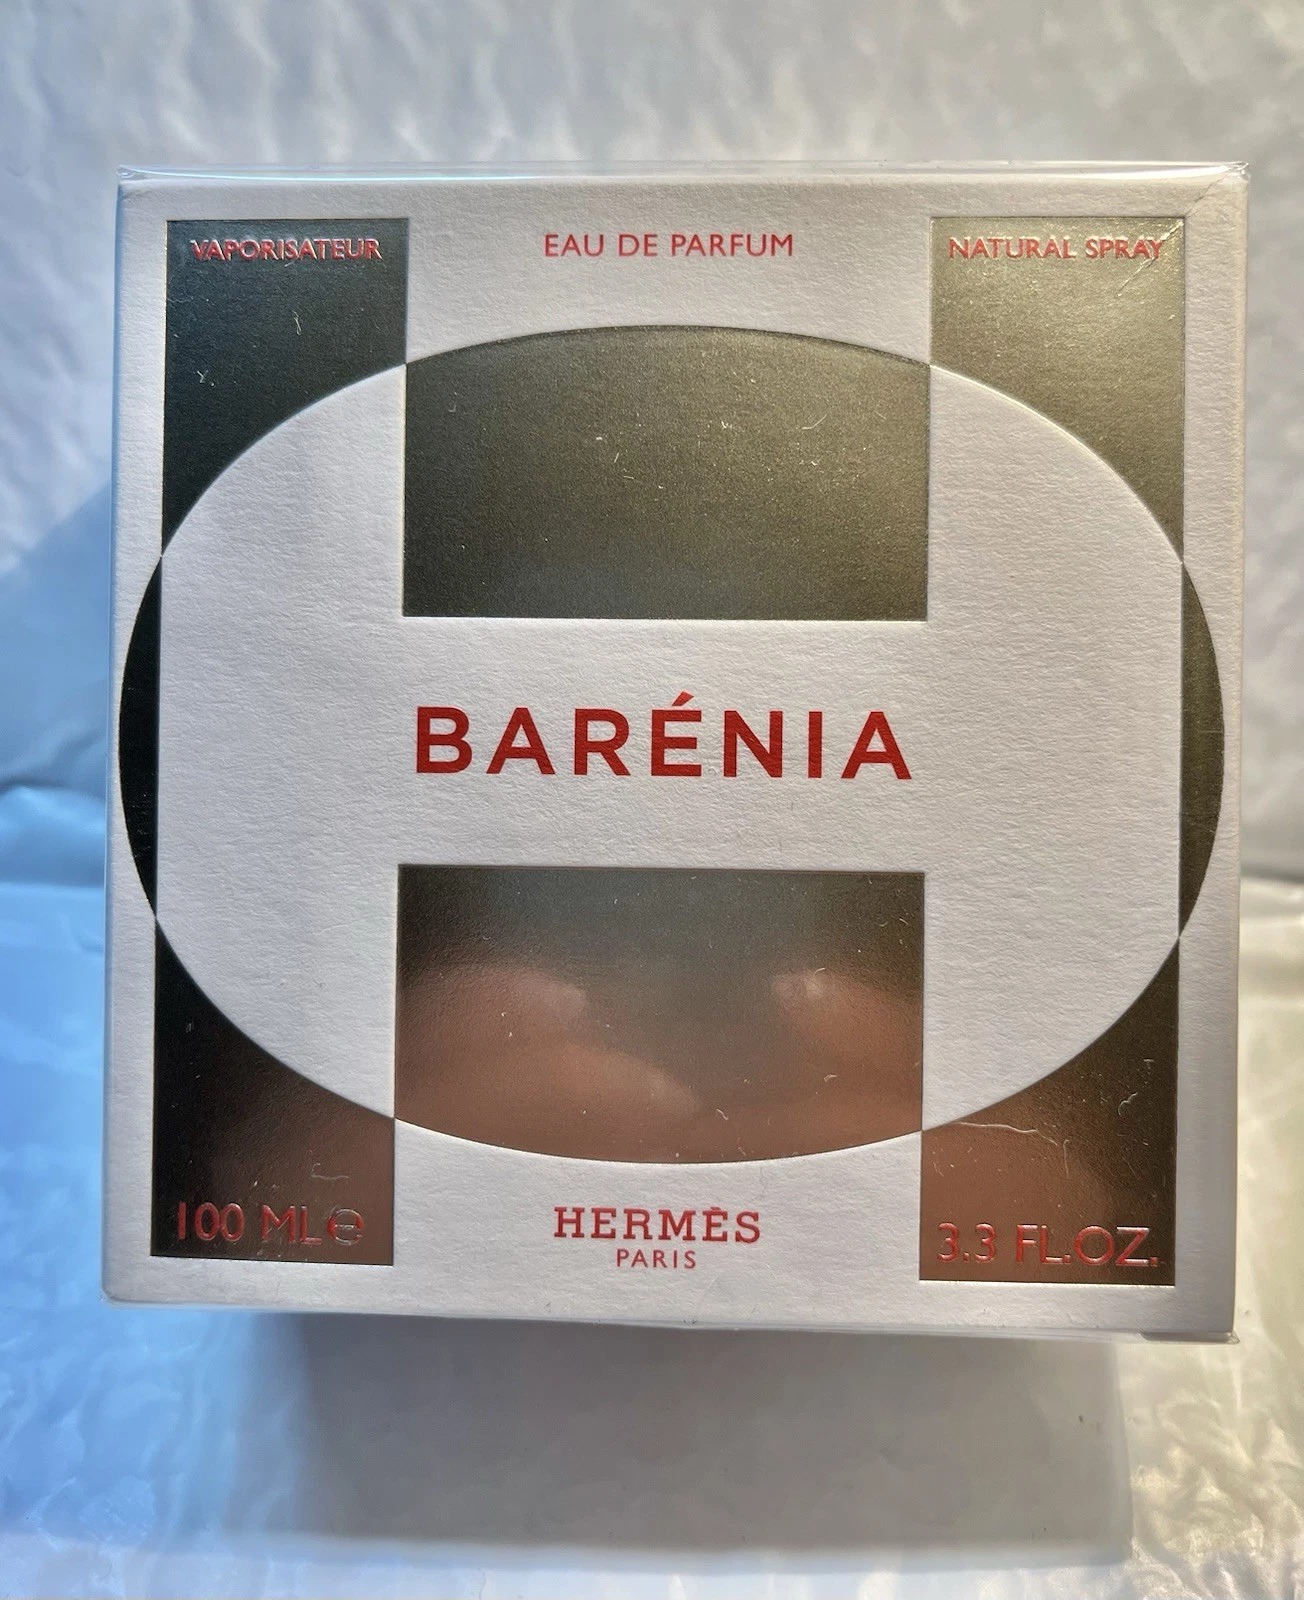 VAPORISATEUR
EAU DE PARFUM
NATURAL SPRAY
BARÉNIA
100 ML ℮
HERMÈS
PARIS
3.3 FL.OZ.